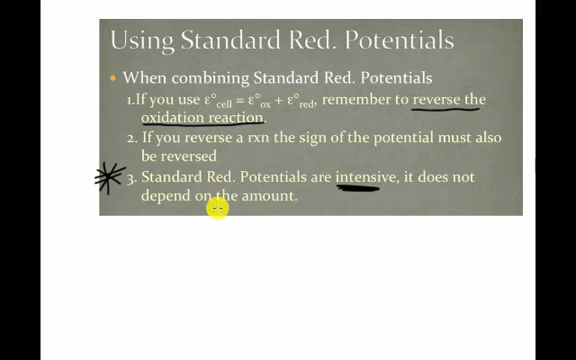 Using Standard Red. Potentials
• When combining Standard Red. Potentials
1.If you use ε°cell = ε°ox + ε°red, remember to reverse the
oxidation reaction.
2. If you reverse a rxn the sign of the potential must also
be reversed
3. Standard Red. Potentials are intensive, it does not
depend on the amount.